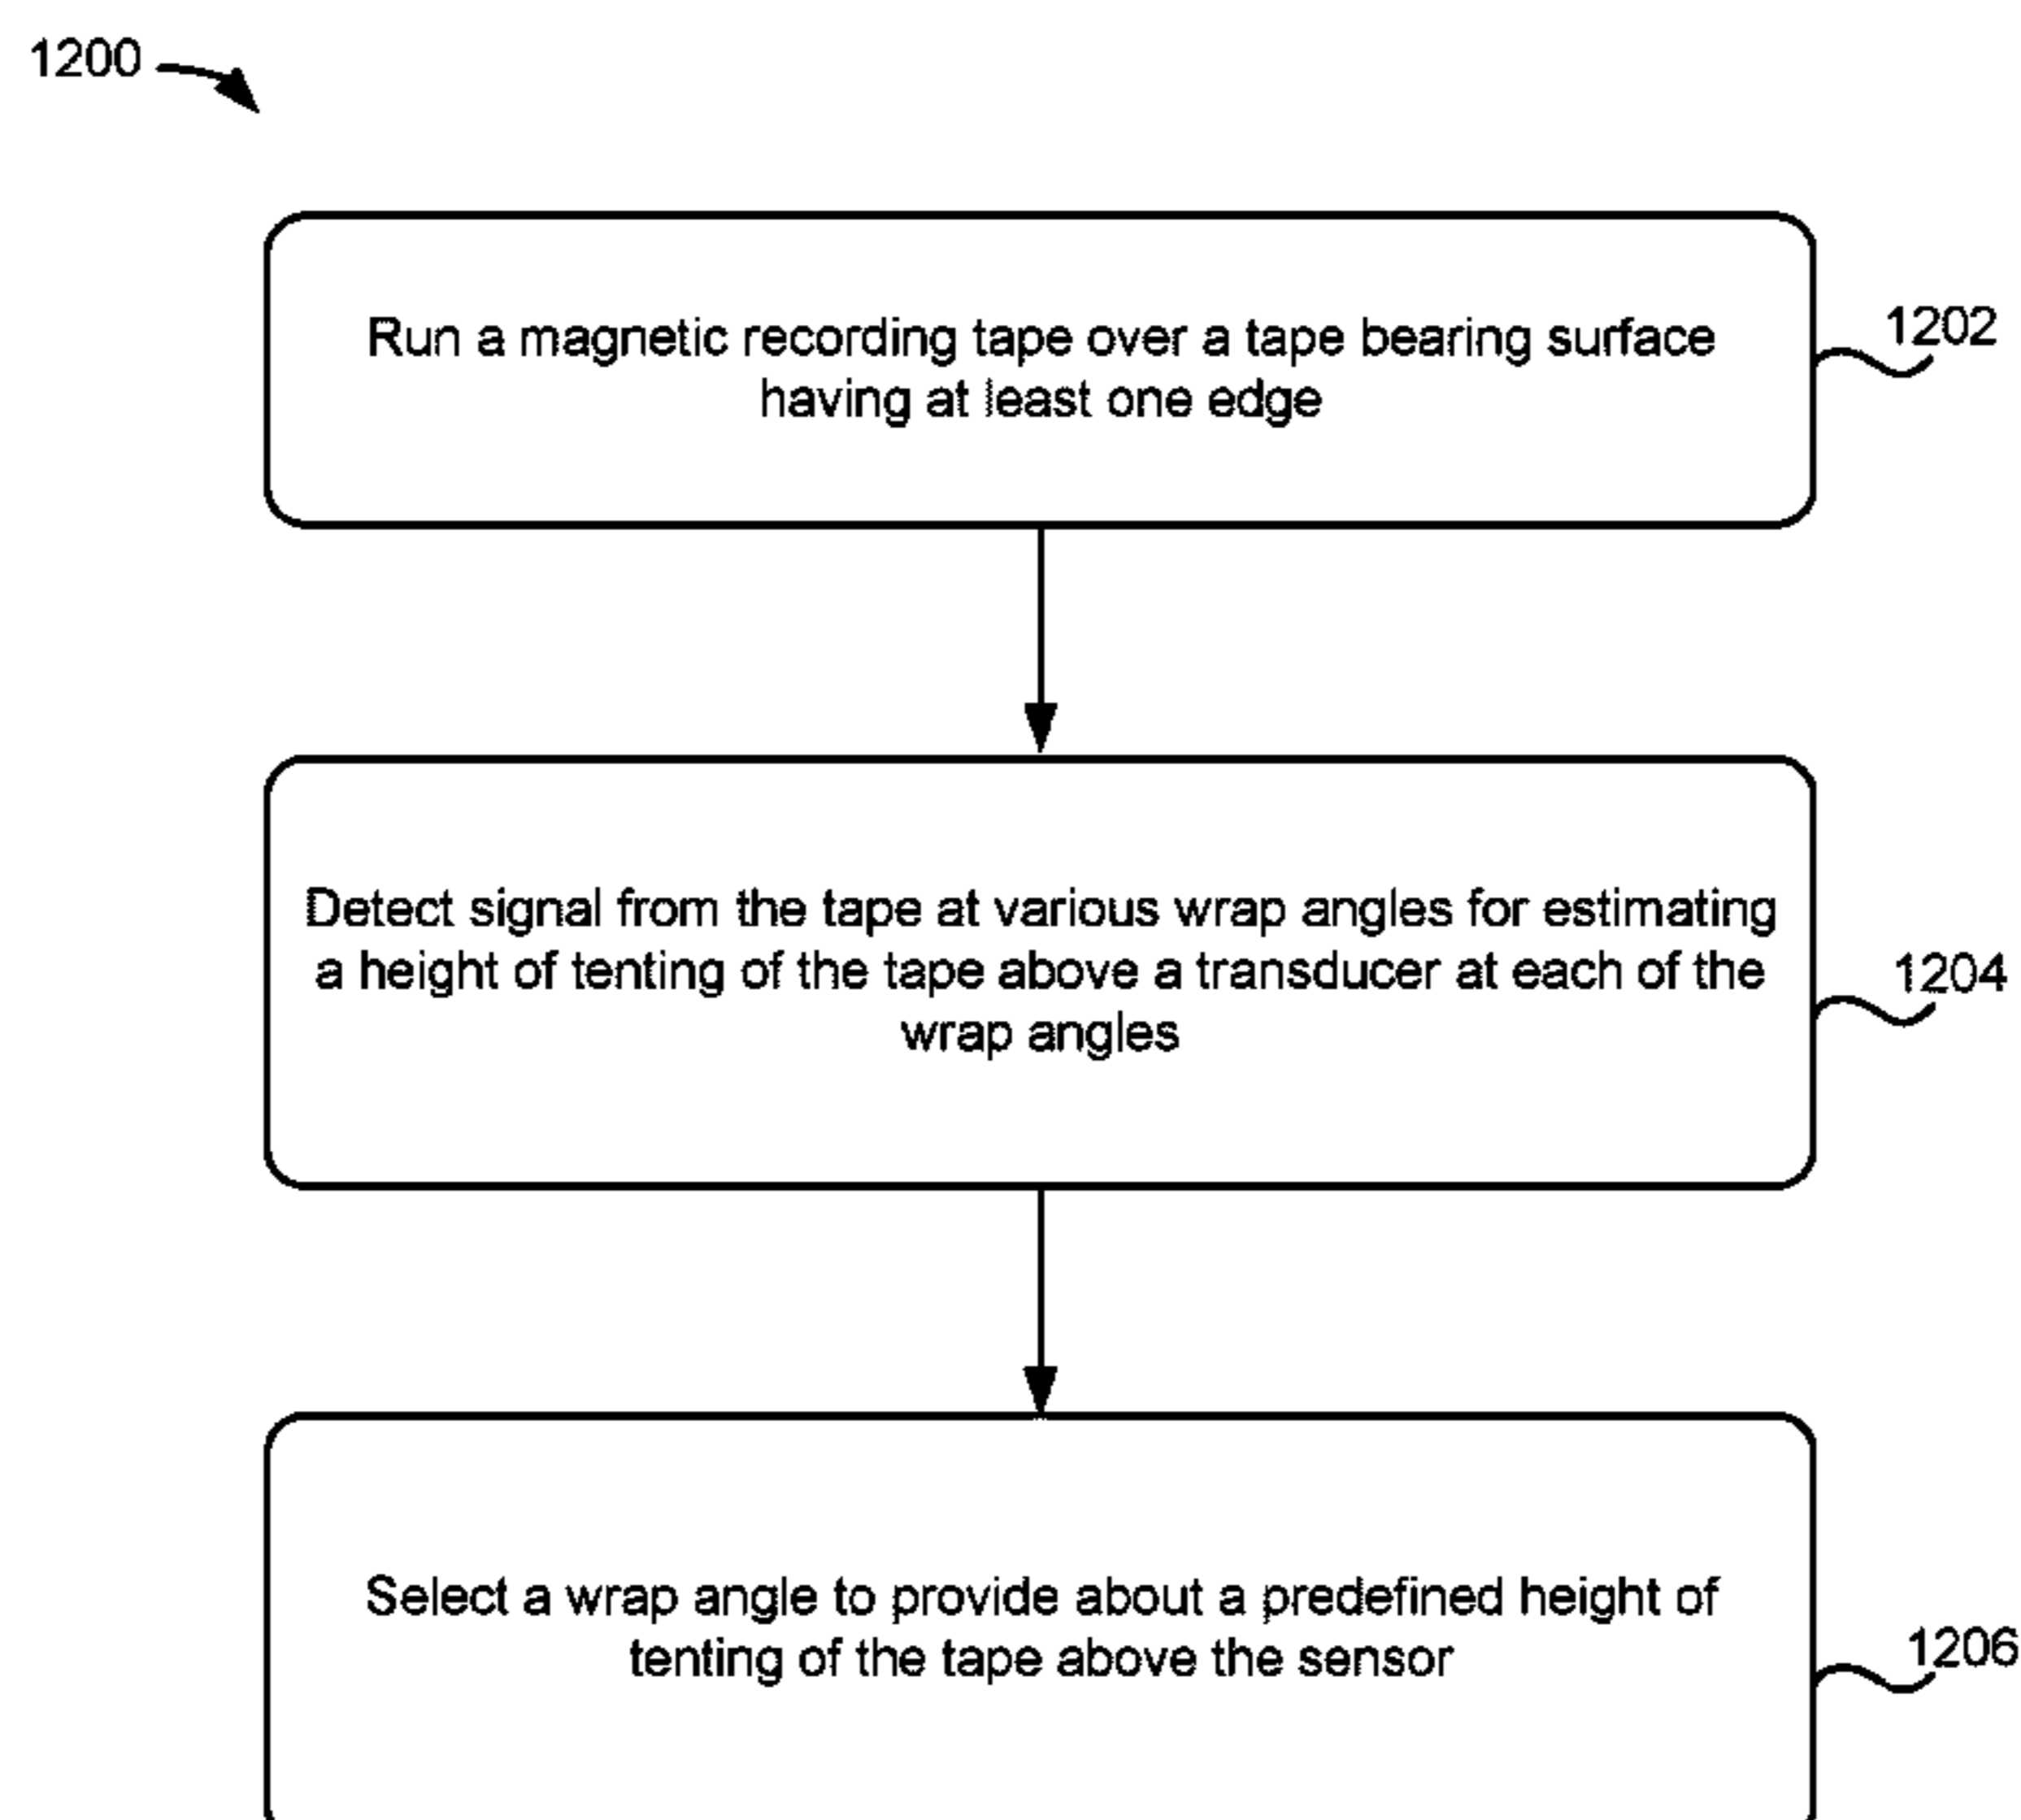 1200
Run a magnetic recording tape over a tape bearing surface
having at least one edge
1202
Detect signal from the tape at various wrap angles for estimating
a height of tenting of the tape above a transducer at each of the
wrap angles
1204
Select a wrap angle to provide about a predefined height of
tenting of the tape above the sensor
1206